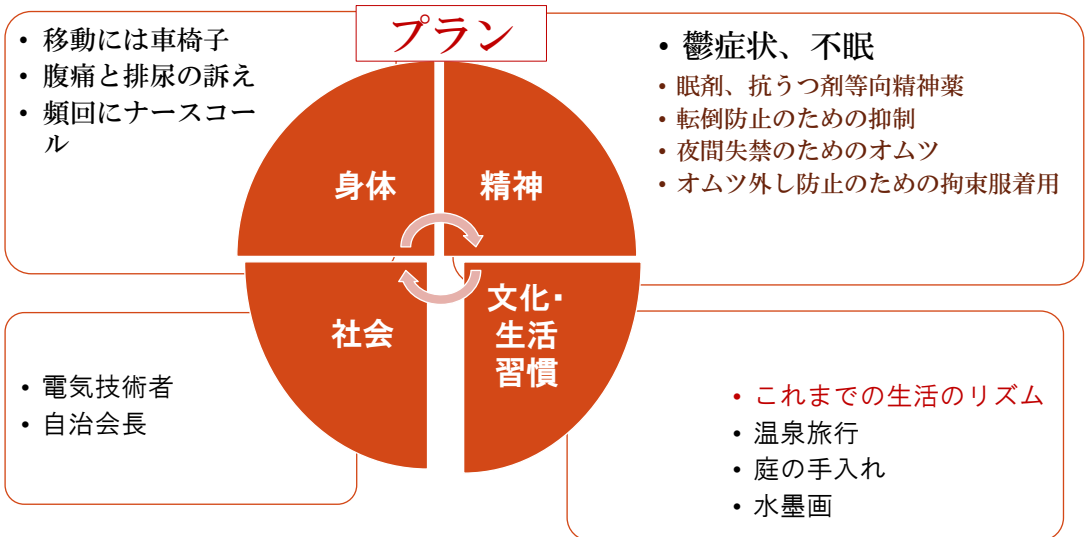 プラン
• 移動には車椅子
• 腹痛と排尿の訴え
• 頻回にナースコー
ル
• 鬱症状、不眠
• 眠剤、抗うつ剤等向精神薬
• 転倒防止のための抑制
• 夜間失禁のためのオムツ
• オムツ外し防止のための拘束服着用
身体
精神
社会
文化・
生活
習慣
• 電気技術者
• 自治会長
• これまでの生活のリズム
• 温泉旅行
• 庭の手入れ
• 水墨画